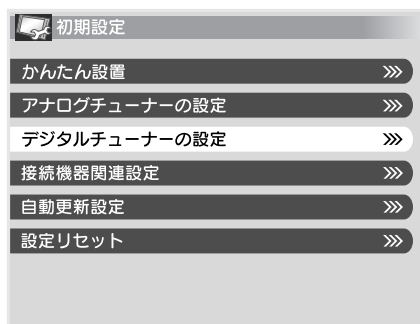 初期設定
かんたん設置
アナログチューナーの設定
デジタルチューナーの設定
接続機器関連設定
自動更新設定
設定リセット